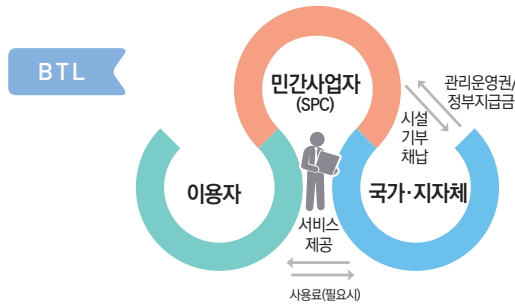 BTL
민간사업자
(SPC)
관리운영권/
정부지급금
시설
기부
채납
이용자
국가·지자체
서비스
제공
사용료(필요시)